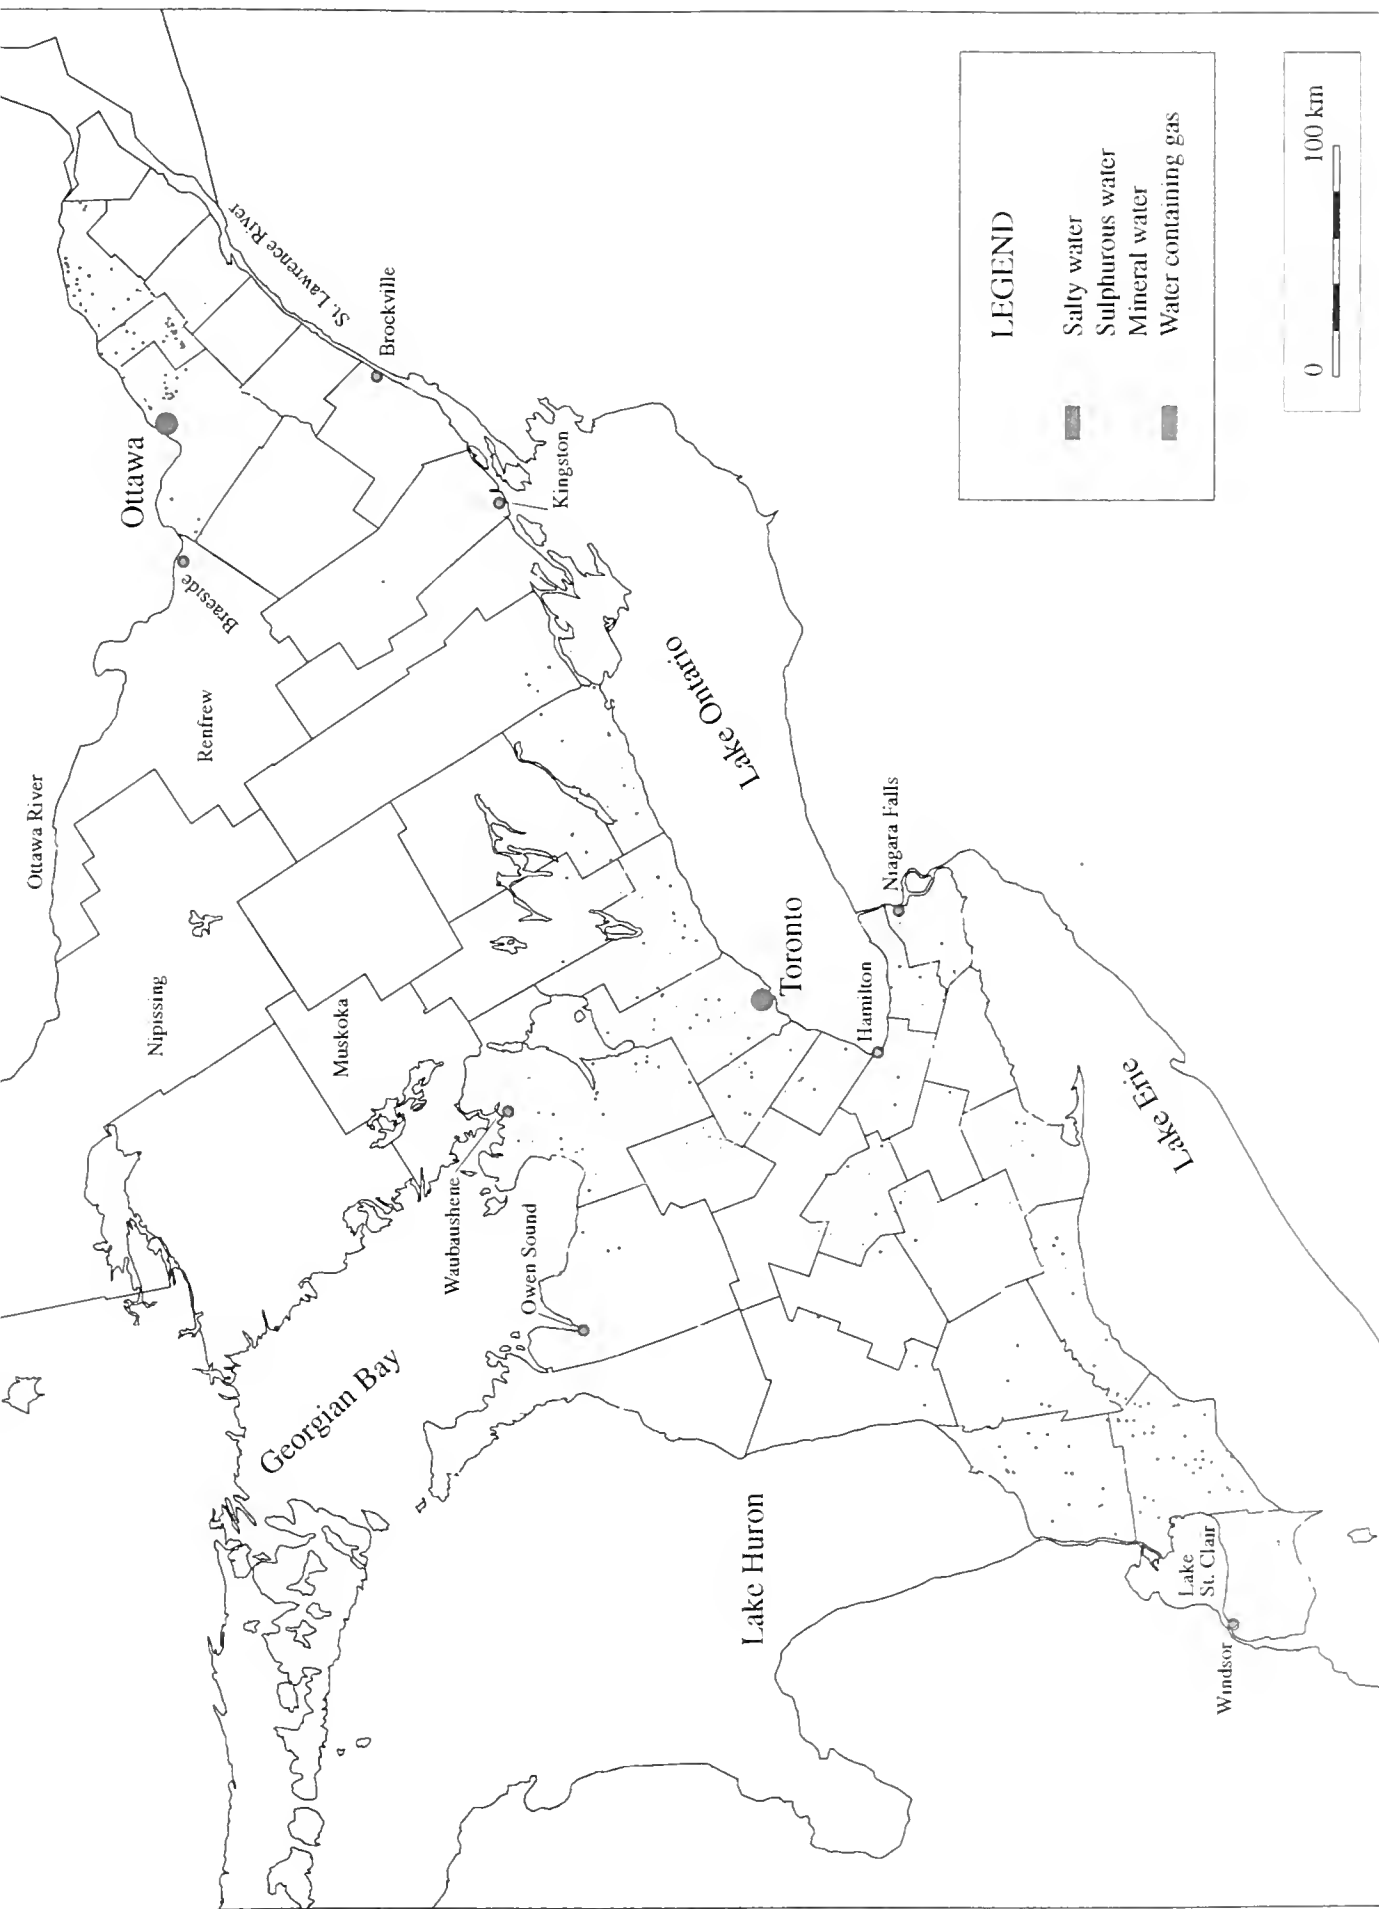 Ottawa River
Nipissing
Renfrew
Muskoka
Braeside
Ottawa
St. Lawrence River
Brockville
Kingston
Georgian Bay
Waubaushene
Owen Sound
Lake Ontario
Toronto
Hamilton
Niagara Falls
Lake Huron
Lake Erie
Lake
St. Clair
Windsor
LEGEND
Salty water
Sulphurous water
Mineral water
Water containing gas
0 100 km